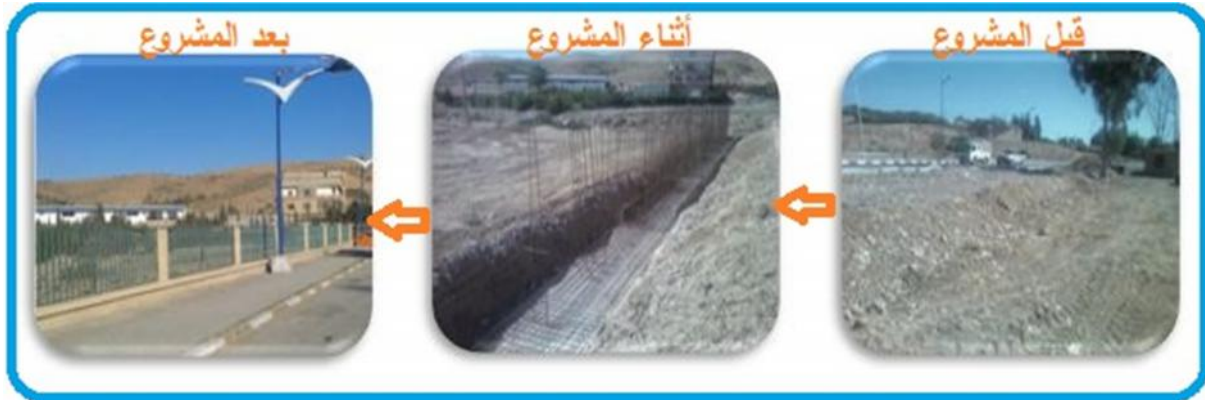 قبل المشروع
أثناء المشروع
بعد المشروع